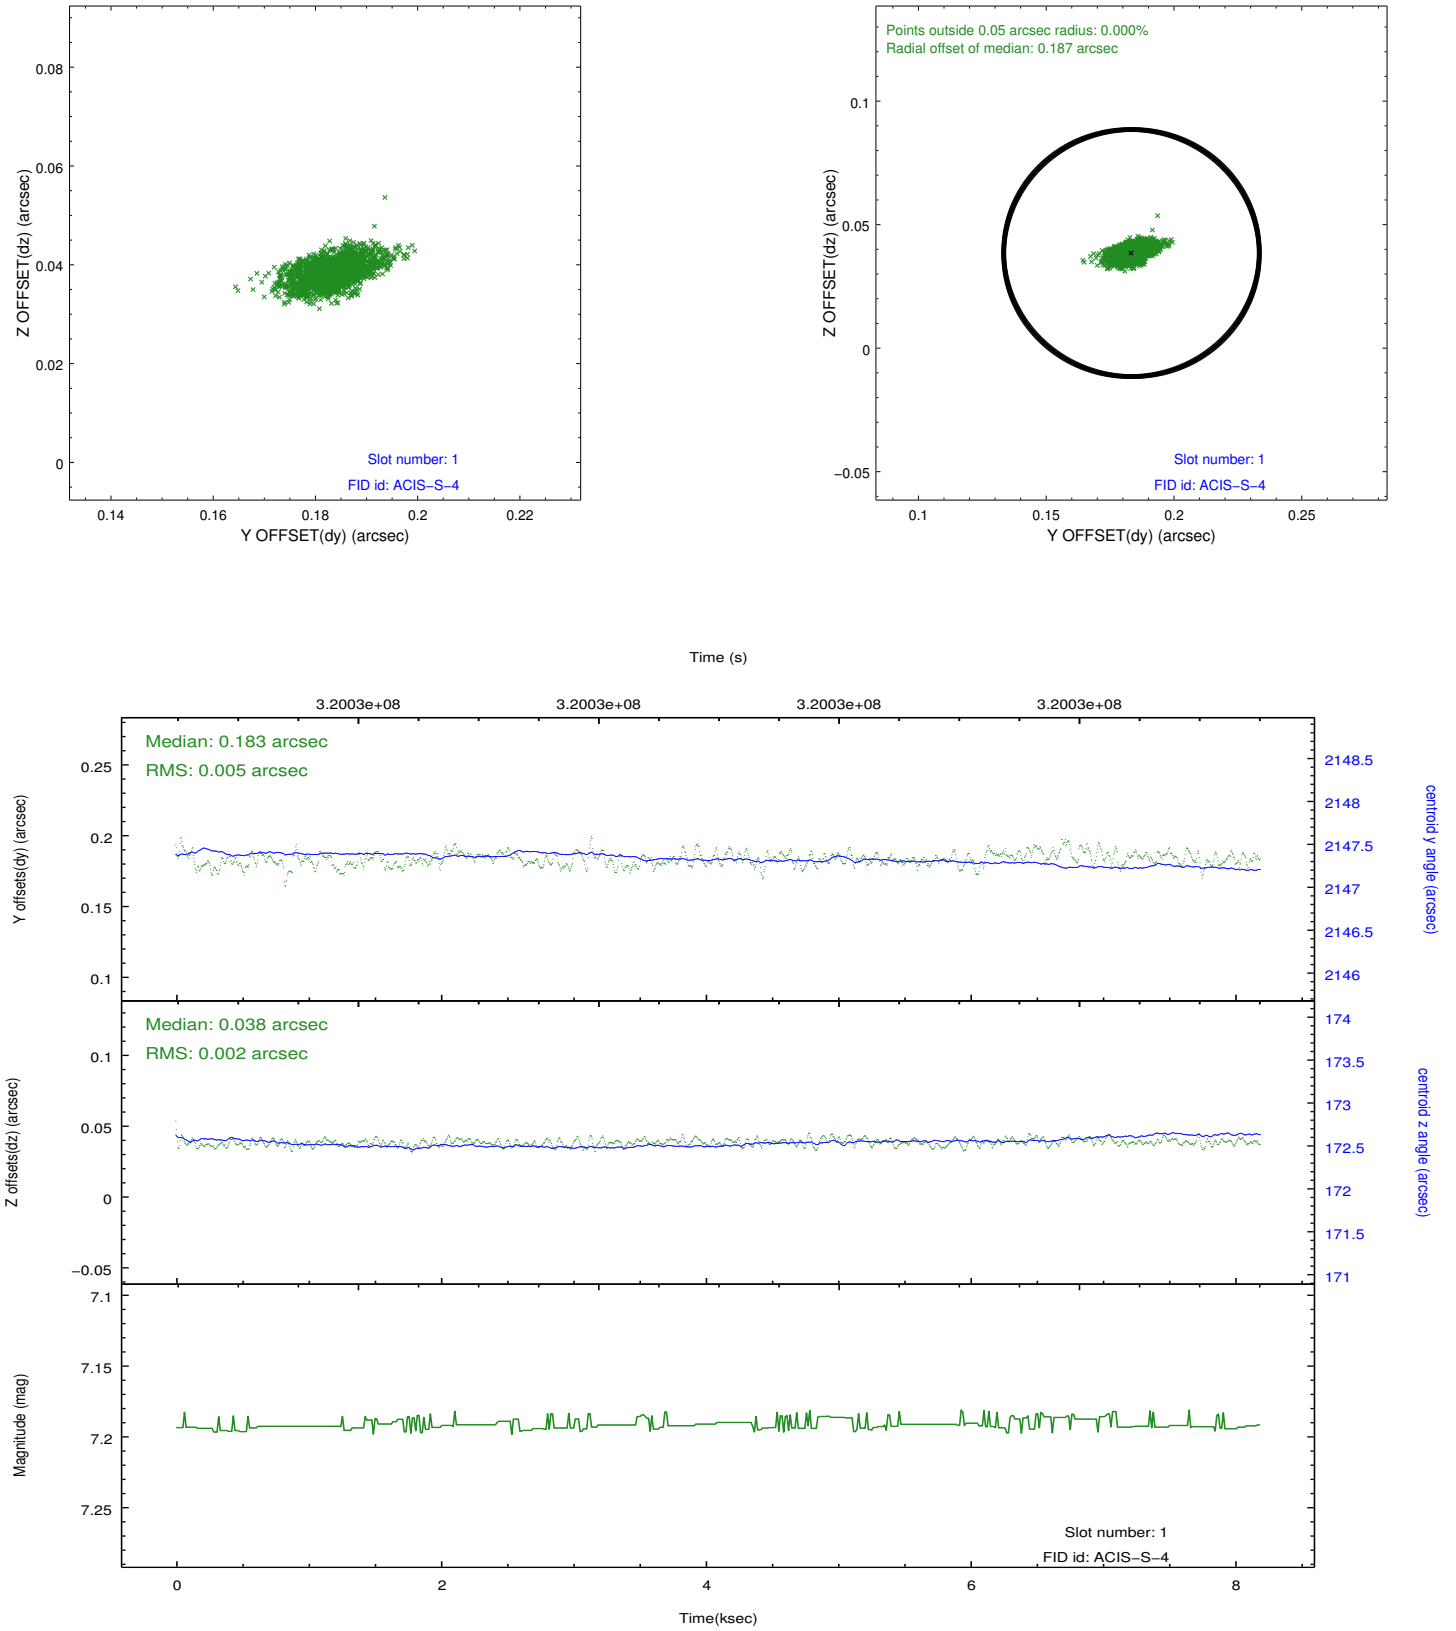 0.08
0.06
0.04
0.02
0
Z OFFSET(dz) (arcsec)
Slot number: 1
FID id: ACIS−S−4
0.14 0.16 0.18 0.2 0.22
Y OFFSET(dy) (arcsec)
Points outside 0.05 arcsec radius: 0.000%
Radial offset of median: 0.187 arcsec
0.1
0.05
0
−0.05
Z OFFSET(dz) (arcsec)
Slot number: 1
FID id: ACIS−S−4
0.1 0.15 0.2 0.25
Y OFFSET(dy) (arcsec)
Time (s)
3.2003e+08 3.2003e+08 3.2003e+08 3.2003e+08
Median: 0.183 arcsec
RMS: 0.005 arcsec
0.25
0.2
0.15
0.1
Y offsets(dy) (arcsec)
2148.5
2148
2147.5
2147
2146.5
2146
centroid y angle (arcsec)
Median: 0.038 arcsec
RMS: 0.002 arcsec
0.1
0.05
0
−0.05
Z offsets(dz) (arcsec)
174
173.5
173
172.5
172
171.5
171
centroid z angle (arcsec)
7.1
7.15
7.2
7.25
Magnitude (mag)
Slot number: 1
FID id: ACIS−S−4
0 2 4 6 8
Time(ksec)